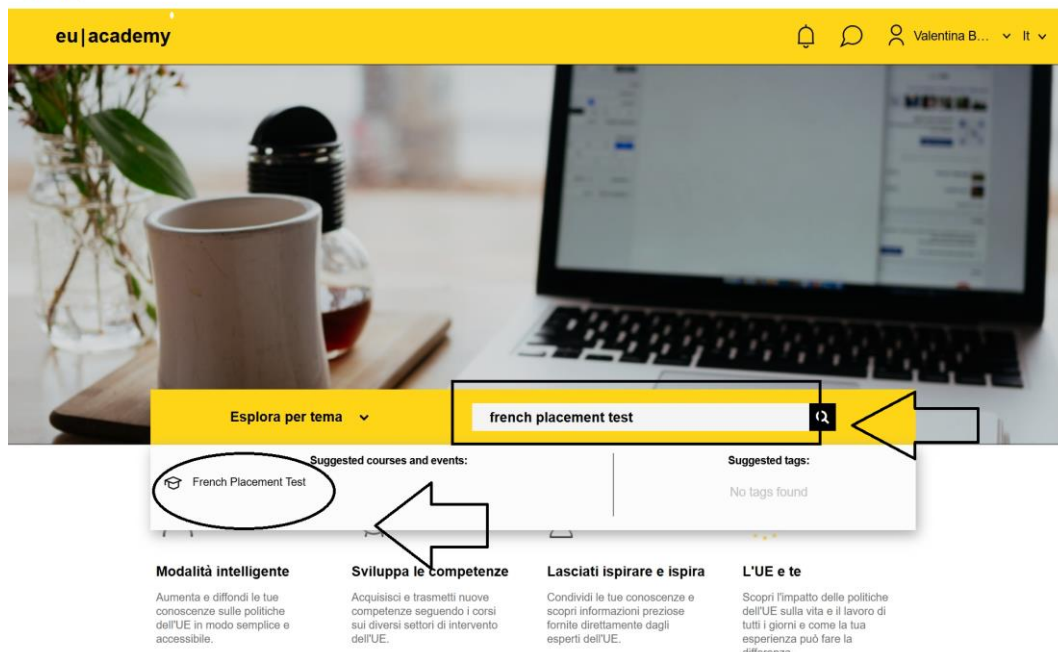 eu|academy
Valentina B... It
Esplora per tema
french placement test
Suggested courses and events:
Suggested tags:
French Placement Test
No tags found
Modalità intelligente
Aumenta e diffondi le tue
conoscenze sulle politiche
dell'UE in modo semplice e
accessibile.
Sviluppa le competenze
Acquisisci e trasmetti nuove
competenze seguendo i corsi
sui diversi settori di intervento
dell'UE.
Lasciati ispirare e ispira
Condividi le tue conoscenze e
scopri informazioni preziose
fornite direttamente dagli
esperti dell'UE.
L'UE e te
Scopri l'impatto delle politiche
dell'UE sulla vita e il lavoro di
tutti i giorni e come la tua
esperienza può fare la
differenza